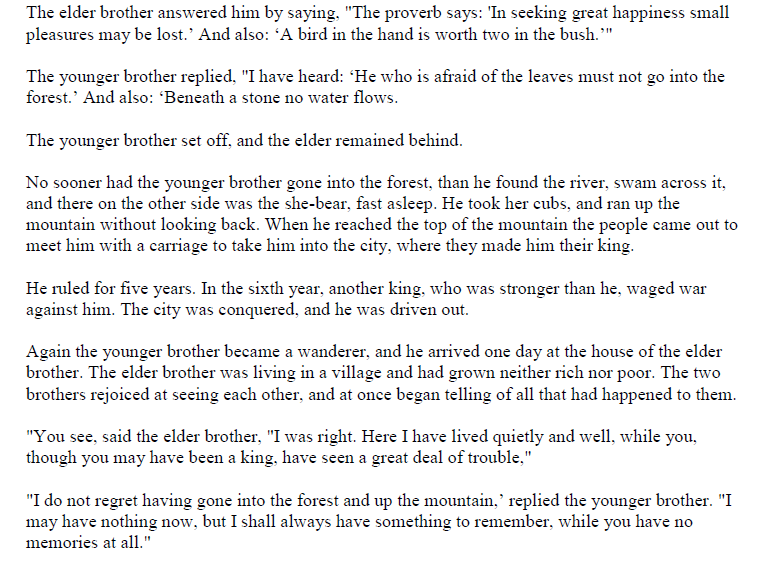 The elder brother answered him by saying, "The proverb says: 'In seeking great happiness small
pleasures may be lost.’ And also: ‘A bird in the hand is worth two in the bush.’"
The younger brother replied, "I have heard: ‘He who is afraid of the leaves must not go into the
forest.’ And also: ‘Beneath a stone no water flows.
The younger brother set off, and the elder remained behind.
No sooner had the younger brother gone into the forest, than he found the river, swam across it,
and there on the other side was the she-bear, fast asleep. He took her cubs, and ran up the
mountain without looking back. When he reached the top of the mountain the people came out to
meet him with a carriage to take him into the city, where they made him their king.
He ruled for five years. In the sixth year, another king, who was stronger than he, waged war
against him. The city was conquered, and he was driven out.
Again the younger brother became a wanderer, and he arrived one day at the house of the elder
brother. The elder brother was living in a village and had grown neither rich nor poor. The two
brothers rejoiced at seeing each other, and at once began telling of all that had happened to them.
"You see, said the elder brother, "I was right. Here I have lived quietly and well, while you,
though you may have been a king, have seen a great deal of trouble,"
"I do not regret having gone into the forest and up the mountain,’ replied the younger brother. "I
may have nothing now, but I shall always have something to remember, while you have no
memories at all."